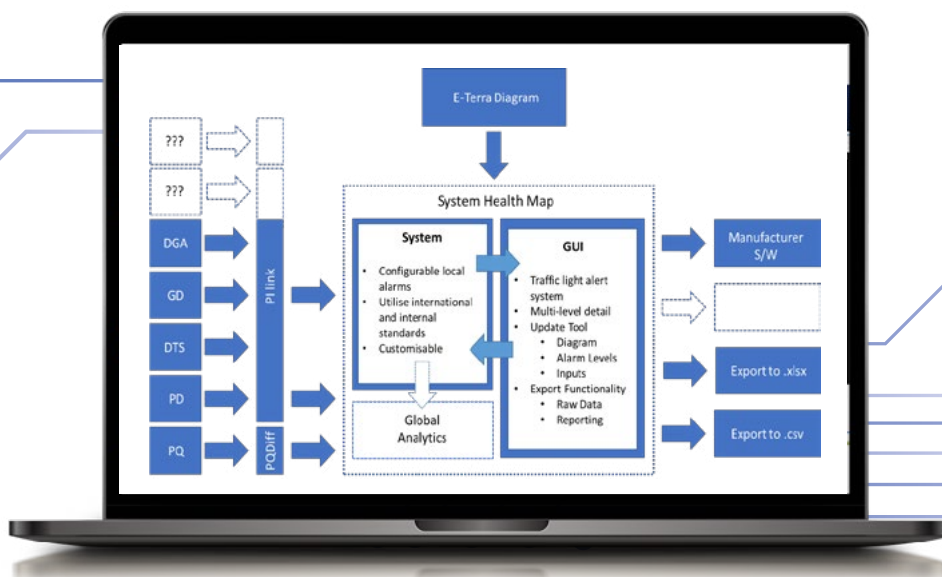 E-Terra Diagram
???
???
DGA
GD
DTS
PD
PQ
PI link
PQDiff
System Health Map
System
• Configurable local
alarms
• Utilise international
and internal
standards
• Customisable
Global
Analytics
GUI
• Traffic light alert
system
• Multi-level detail
• Update Tool
• Diagram
• Alarm Levels
• Inputs
• Export Functionality
• Raw Data
• Reporting
Manufacturer
S/W
Export to .xlsx
Export to .csv